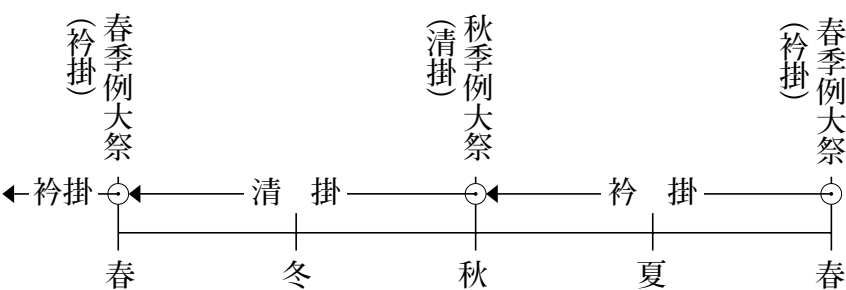 春季例大祭
（衿掛）
秋季例大祭
（清掛）
春季例大祭
（衿掛）
衿　掛
清　掛
衿掛
春
夏
秋
冬
春